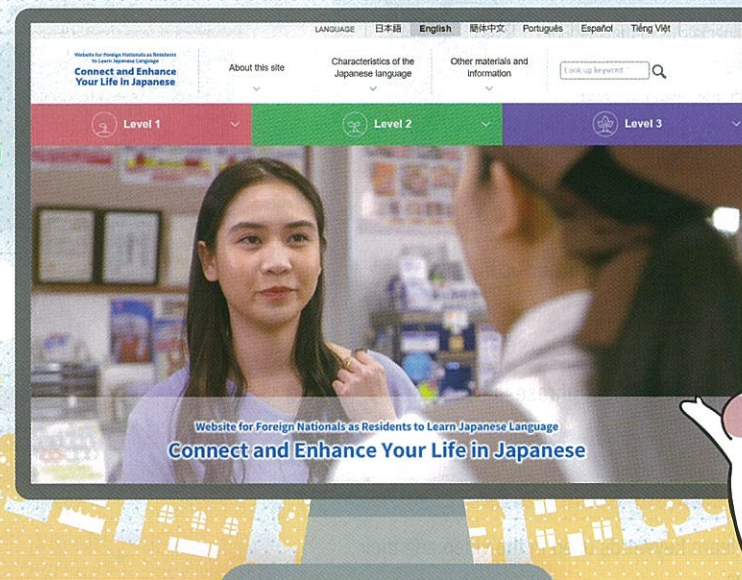 LANGUAGE 日本語 English 簡体中文 Português Español Tiếng Việt
Website for Foreign Nationals as Residents
to Learn Japanese Language
Connect and Enhance
Your Life in Japanese
About this site
Characteristics of the
Japanese language
Other materials and
information
Look up keyword
Level 1
Level 2
Level 3
Website for Foreign Nationals as Residents to Learn Japanese Language
Connect and Enhance Your Life in Japanese